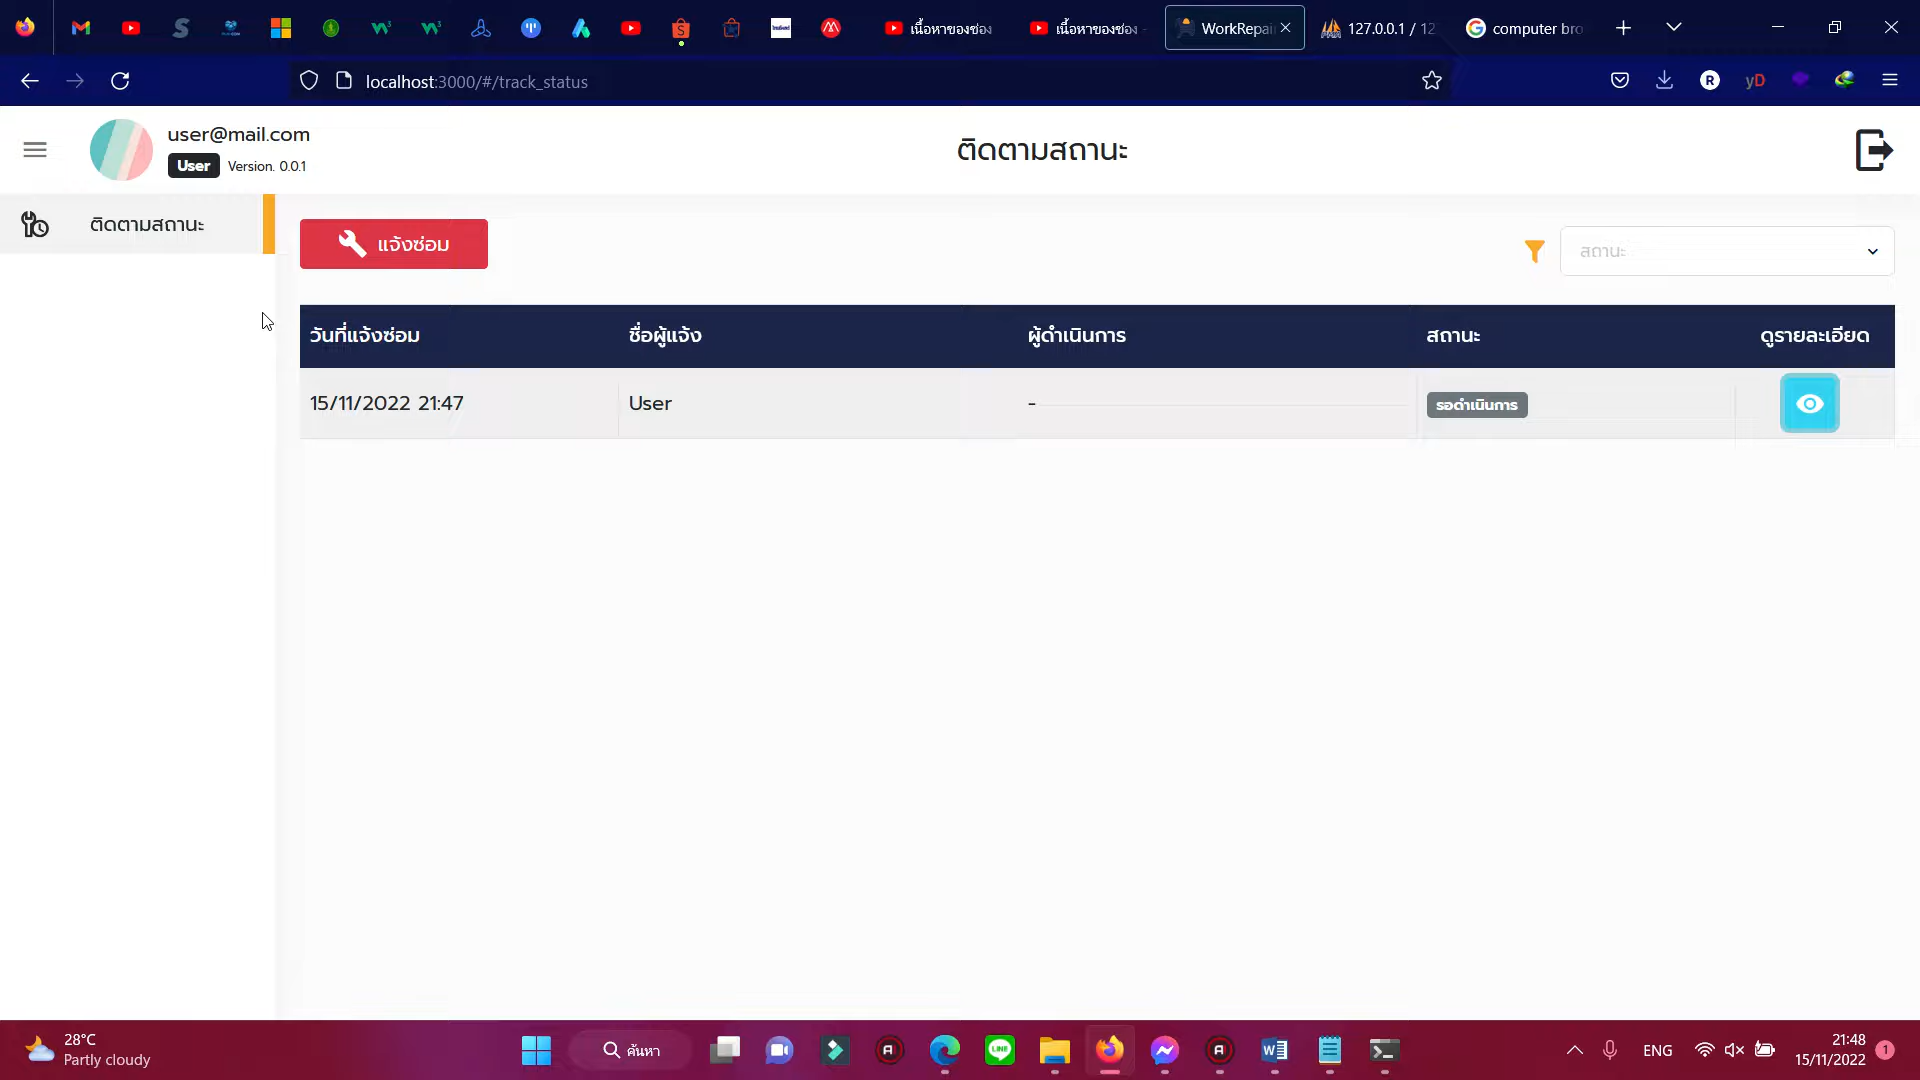 เนื้อหาของช่อง
เนื้อหาของช่อง
WorkRepai
127.0.0.1 / 12
computer bro
localhost:3000/#/track_status
yD
user@mail.com
User Version. 0.0.1
ติดตามสถานะ
ติดตามสถานะ
แจ้งซ่อม
สถานะ
วันที่แจ้งซ่อม ชื่อผู้แจ้ง ผู้ดำเนินการ สถานะ ดูรายละเอียด
15/11/2022 21:47 User - รอดำเนินการ
28°C
Partly cloudy
ค้นหา
ENG
21:48
15/11/2022
1